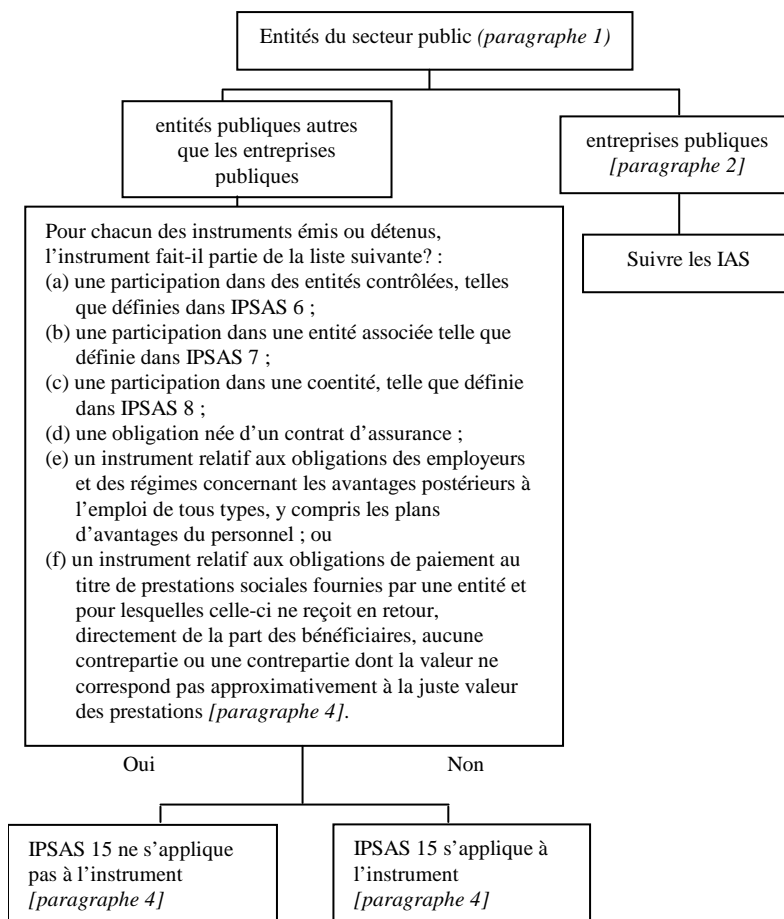 Entités du secteur public (paragraphe 1)
entités publiques autres
que les entreprises
publiques
entreprises publiques
[paragraphe 2]
Suivre les IAS
Pour chacun des instruments émis ou détenus,
l’instrument fait-il partie de la liste suivante? :
(a) une participation dans des entités contrôlées, telles
que définies dans IPSAS 6 ;
(b) une participation dans une entité associée telle que
définie dans IPSAS 7 ;
(c) une participation dans une coentité, telle que définie
dans IPSAS 8 ;
(d) une obligation née d’un contrat d’assurance ;
(e) un instrument relatif aux obligations des employeurs
et des régimes concernant les avantages postérieurs à
l’emploi de tous types, y compris les plans
d’avantages du personnel ; ou
(f) un instrument relatif aux obligations de paiement au
titre de prestations sociales fournies par une entité et
pour lesquelles celle-ci ne reçoit en retour,
directement de la part des bénéficiaires, aucune
contrepartie ou une contrepartie dont la valeur ne
correspond pas approximativement à la juste valeur
des prestations [paragraphe 4].
Oui
Non
IPSAS 15 ne s’applique
pas à l’instrument
[paragraphe 4]
IPSAS 15 s’applique à
l’instrument
[paragraphe 4]